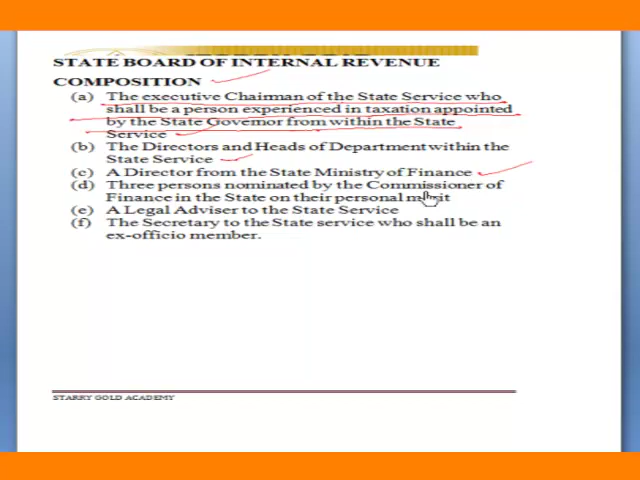 STATE BOARD OF INTERNAL REVENUE
COMPOSITION
(a) The executive Chairman of the State Service who
shall be a person experienced in taxation appointed
by the State Governor from within the State
Service
(b) The Directors and Heads of Department within the
State Service
(c) A Director from the State Ministry of Finance
(d) Three persons nominated by the Commissioner of
Finance in the State on their personal merit
(e) A Legal Adviser to the State Service
(f) The Secretary to the State service who shall be an
ex-officio member.
STARRY GOLD ACADEMY